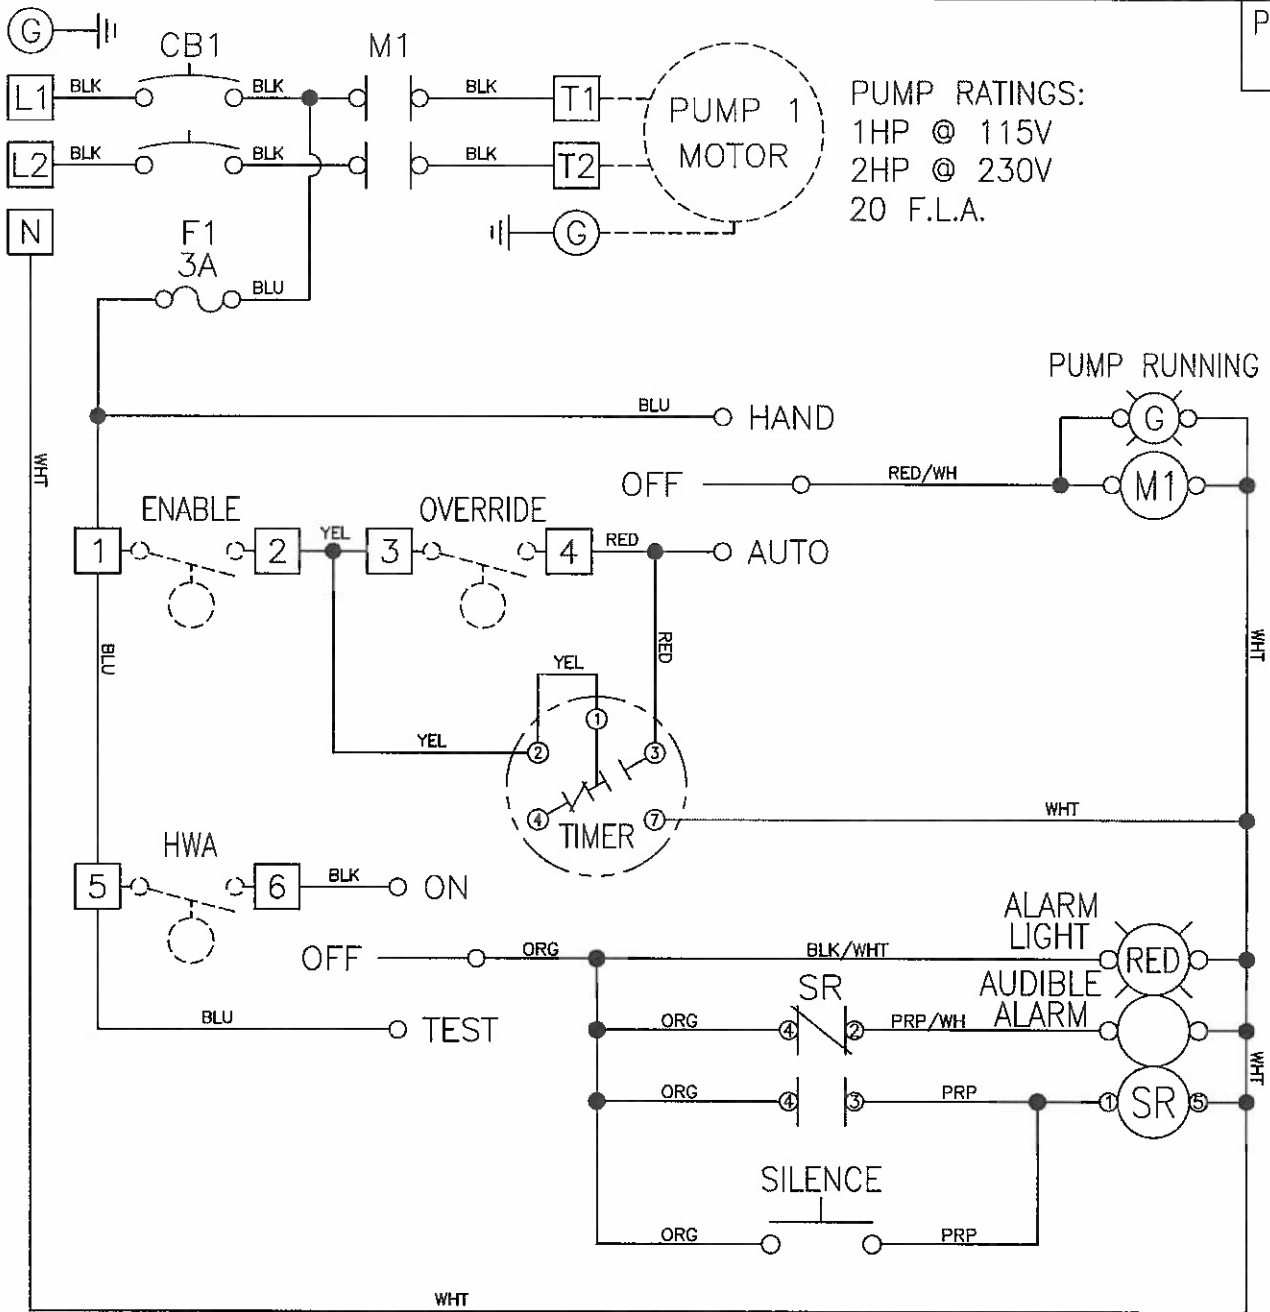 G
P
CB1
M1
L1
BLK
BLK
BLK
T1
PUMP 1
MOTOR
PUMP RATINGS:
1HP @ 115V
2HP @ 230V
20 F.L.A.
L2
BLK
BLK
BLK
T2
N
G
F1
3A
BLU
PUMP RUNNING
BLU
HAND
G
WHT
OFF
RED/WH
M1
ENABLE
OVERRIDE
1
2
YEL
3
4
RED
AUTO
BLU
RED
WHT
YEL
1
YEL
2
3
4
TIMER
7
WHT
HWA
5
6
BLK
ON
ALARM
LIGHT
OFF
ORG
BLK/WHT
RED
SR
AUDIBLE
ALARM
BLU
TEST
ORG
4
2
PRP/WH
WHT
ORG
4
3
PRP
1
SR
5
SILENCE
ORG
PRP
WHT